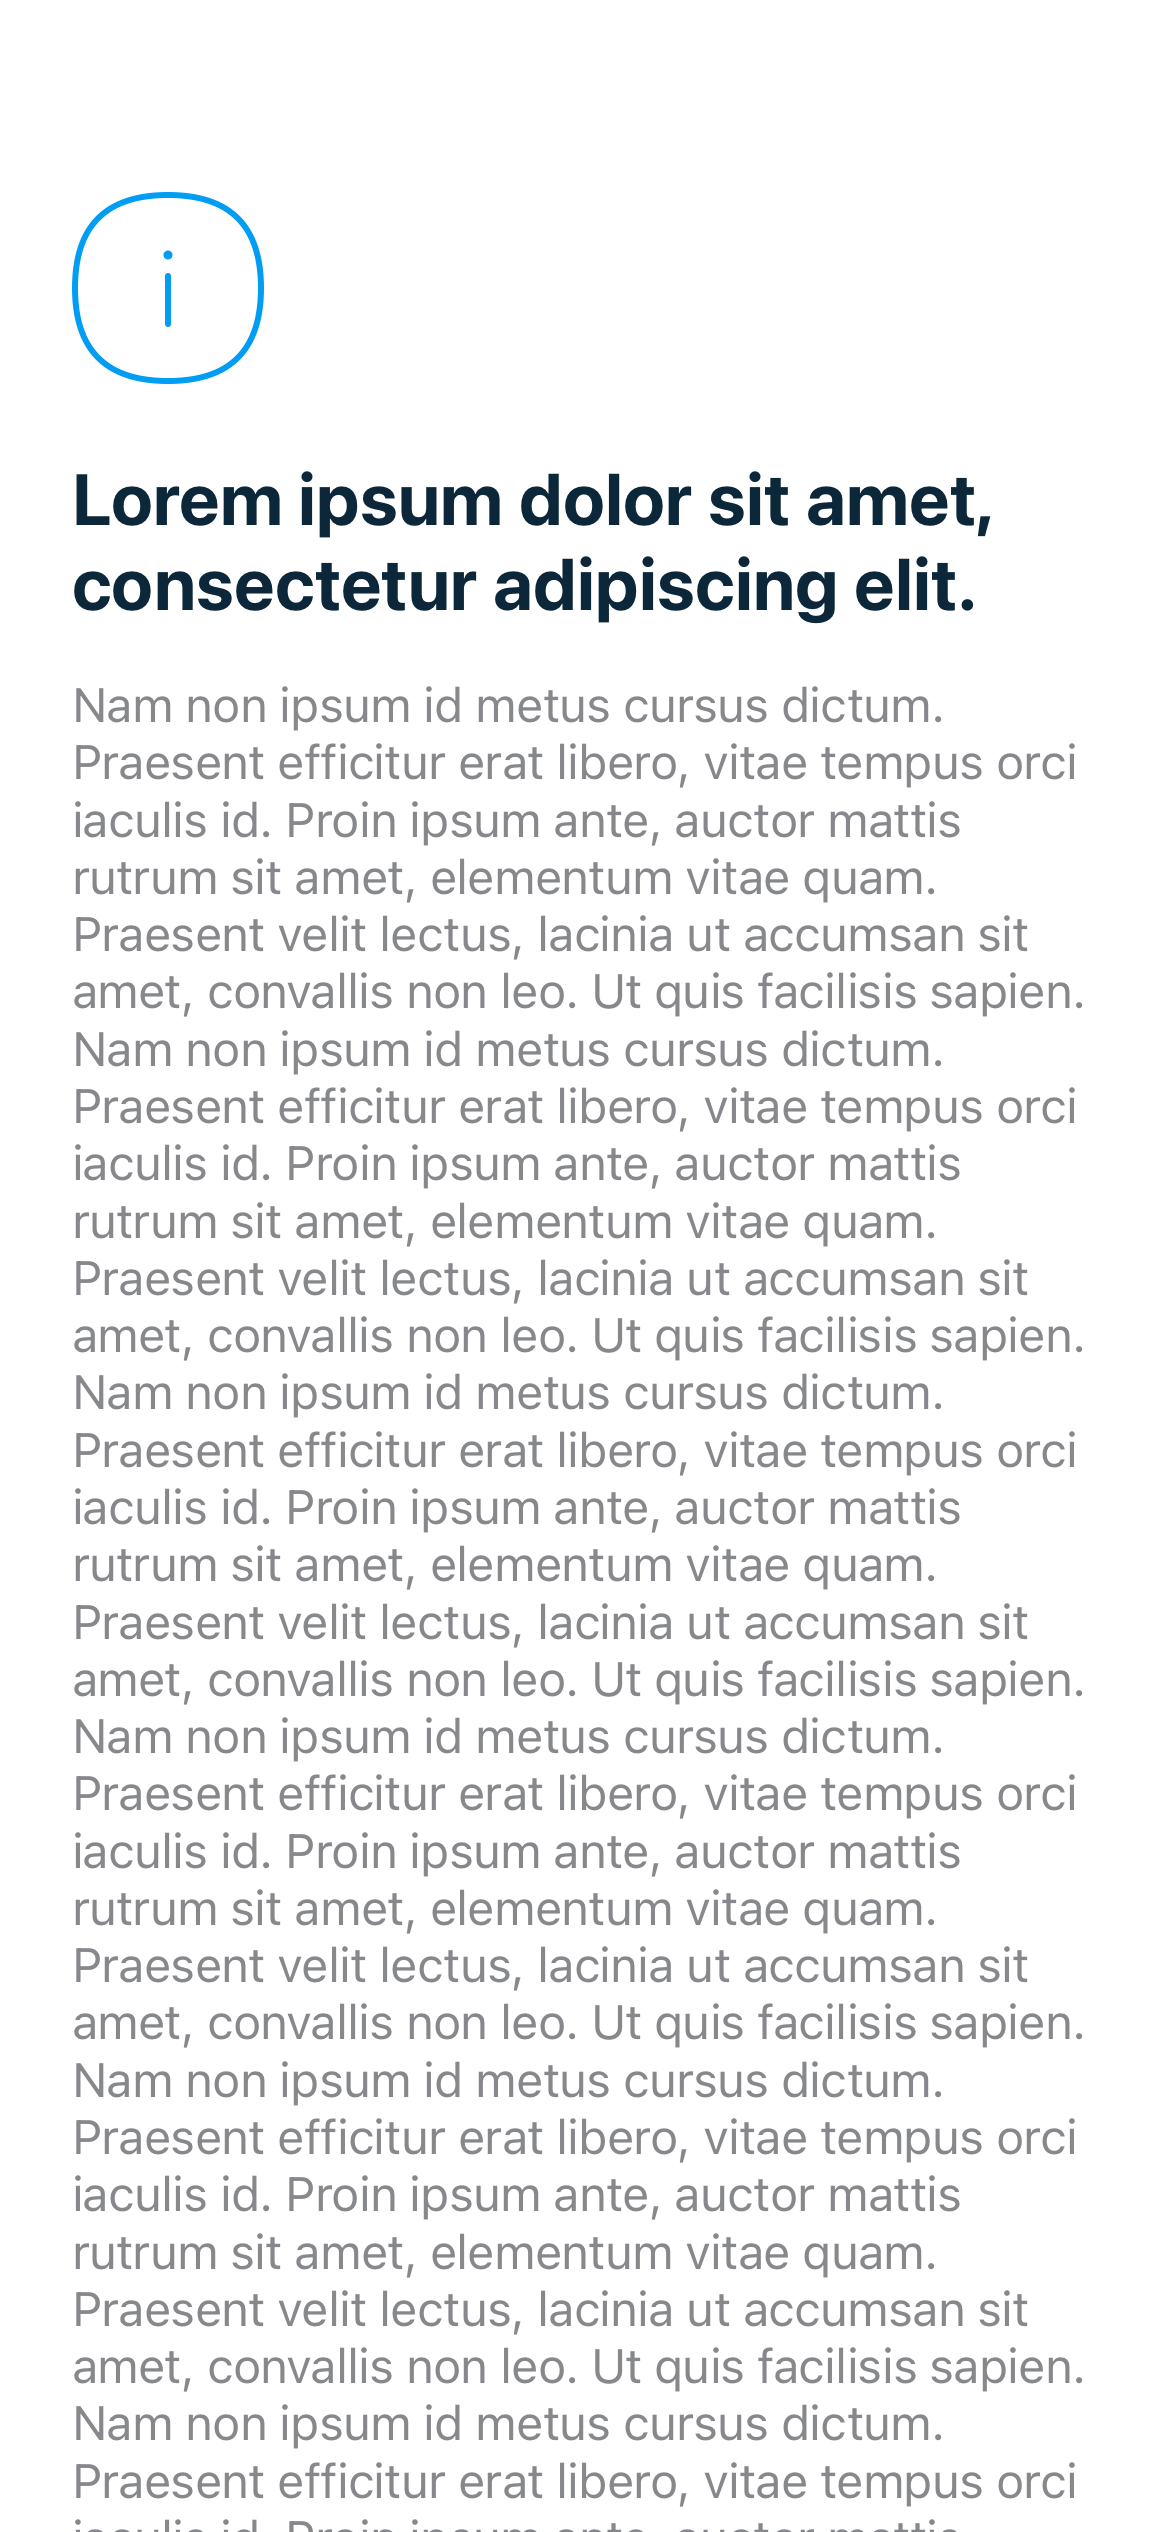 Lorem ipsum dolor sit amet,
consectetur adipiscing elit.
Nam non ipsum id metus cursus dictum.
Praesent efficitur erat libero, vitae tempus orci
iaculis id. Proin ipsum ante, auctor mattis
rutrum sit amet, elementum vitae quam.
Praesent velit lectus, lacinia ut accumsan sit
amet, convallis non leo. Ut quis facilisis sapien.
Nam non ipsum id metus cursus dictum.
Praesent efficitur erat libero, vitae tempus orci
iaculis id. Proin ipsum ante, auctor mattis
rutrum sit amet, elementum vitae quam.
Praesent velit lectus, lacinia ut accumsan sit
amet, convallis non leo. Ut quis facilisis sapien.
Nam non ipsum id metus cursus dictum.
Praesent efficitur erat libero, vitae tempus orci
iaculis id. Proin ipsum ante, auctor mattis
rutrum sit amet, elementum vitae quam.
Praesent velit lectus, lacinia ut accumsan sit
amet, convallis non leo. Ut quis facilisis sapien.
Nam non ipsum id metus cursus dictum.
Praesent efficitur erat libero, vitae tempus orci
iaculis id. Proin ipsum ante, auctor mattis
rutrum sit amet, elementum vitae quam.
Praesent velit lectus, lacinia ut accumsan sit
amet, convallis non leo. Ut quis facilisis sapien.
Nam non ipsum id metus cursus dictum.
Praesent efficitur erat libero, vitae tempus orci
iaculis id. Proin ipsum ante, auctor mattis
rutrum sit amet, elementum vitae quam.
Praesent velit lectus, lacinia ut accumsan sit
amet, convallis non leo. Ut quis facilisis sapien.
Nam non ipsum id metus cursus dictum.
Praesent efficitur erat libero, vitae tempus orci